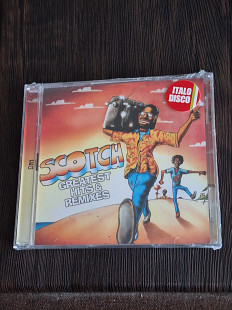 ITALO
DISCO
SCOTCH
GREATEST
HITS &
REMIXES